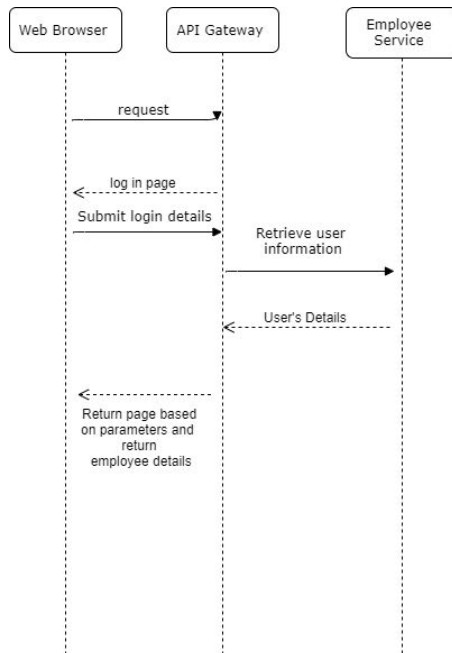 Web Browser
API Gateway
Employee
Service
request
log in page
Submit login details
Retrieve user
information
User's Details
Return page based
on parameters and
return
employee details